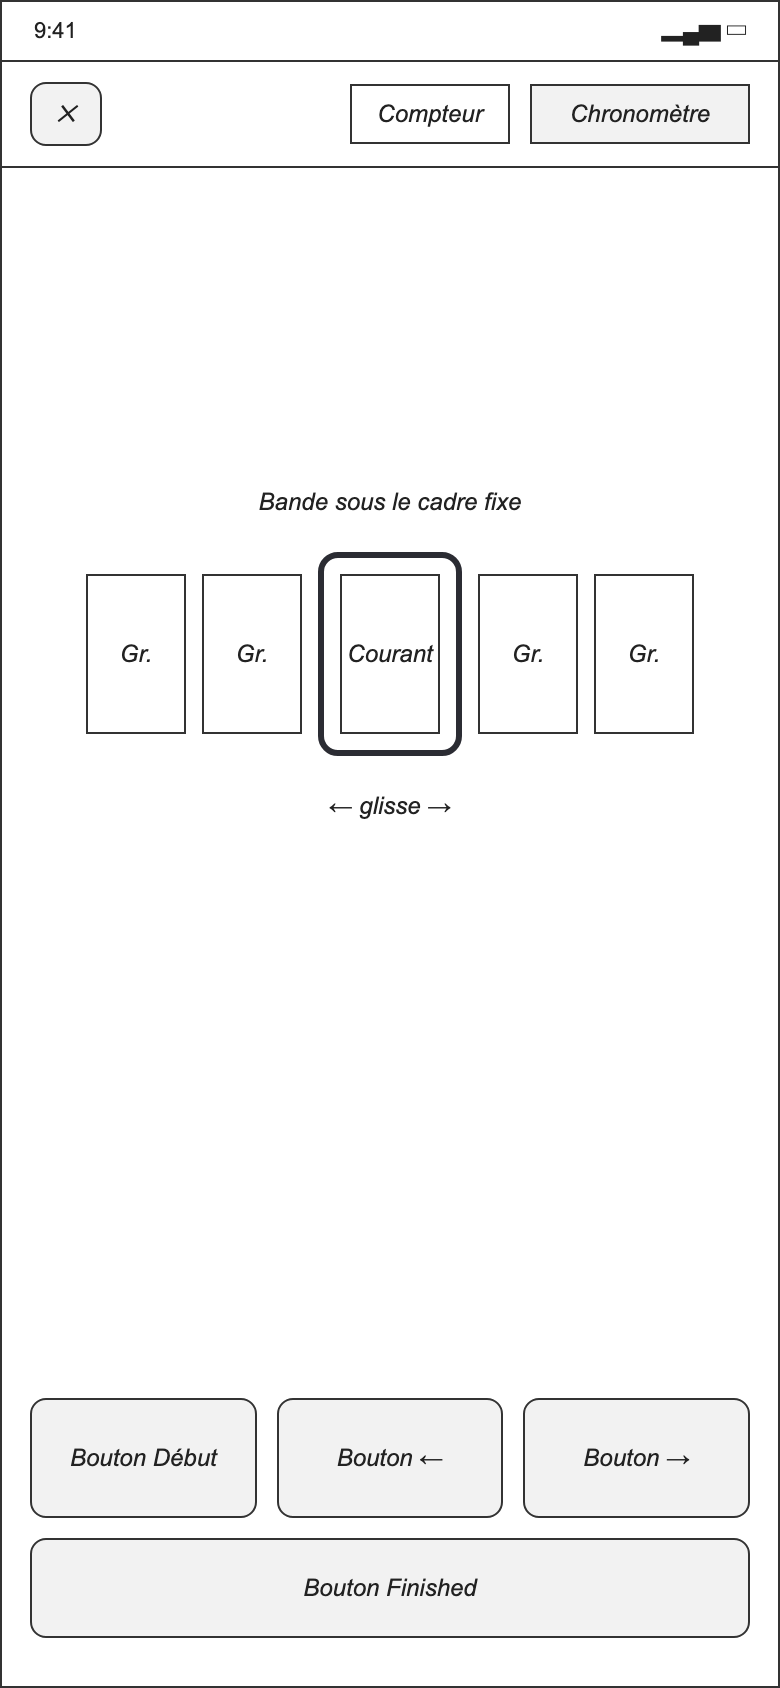 9:41
×
Compteur
Chronomètre
Bande sous le cadre fixe
Gr.
Gr.
Courant
Gr.
Gr.
← glisse →
Bouton Début
Bouton ←
Bouton →
Bouton Finished